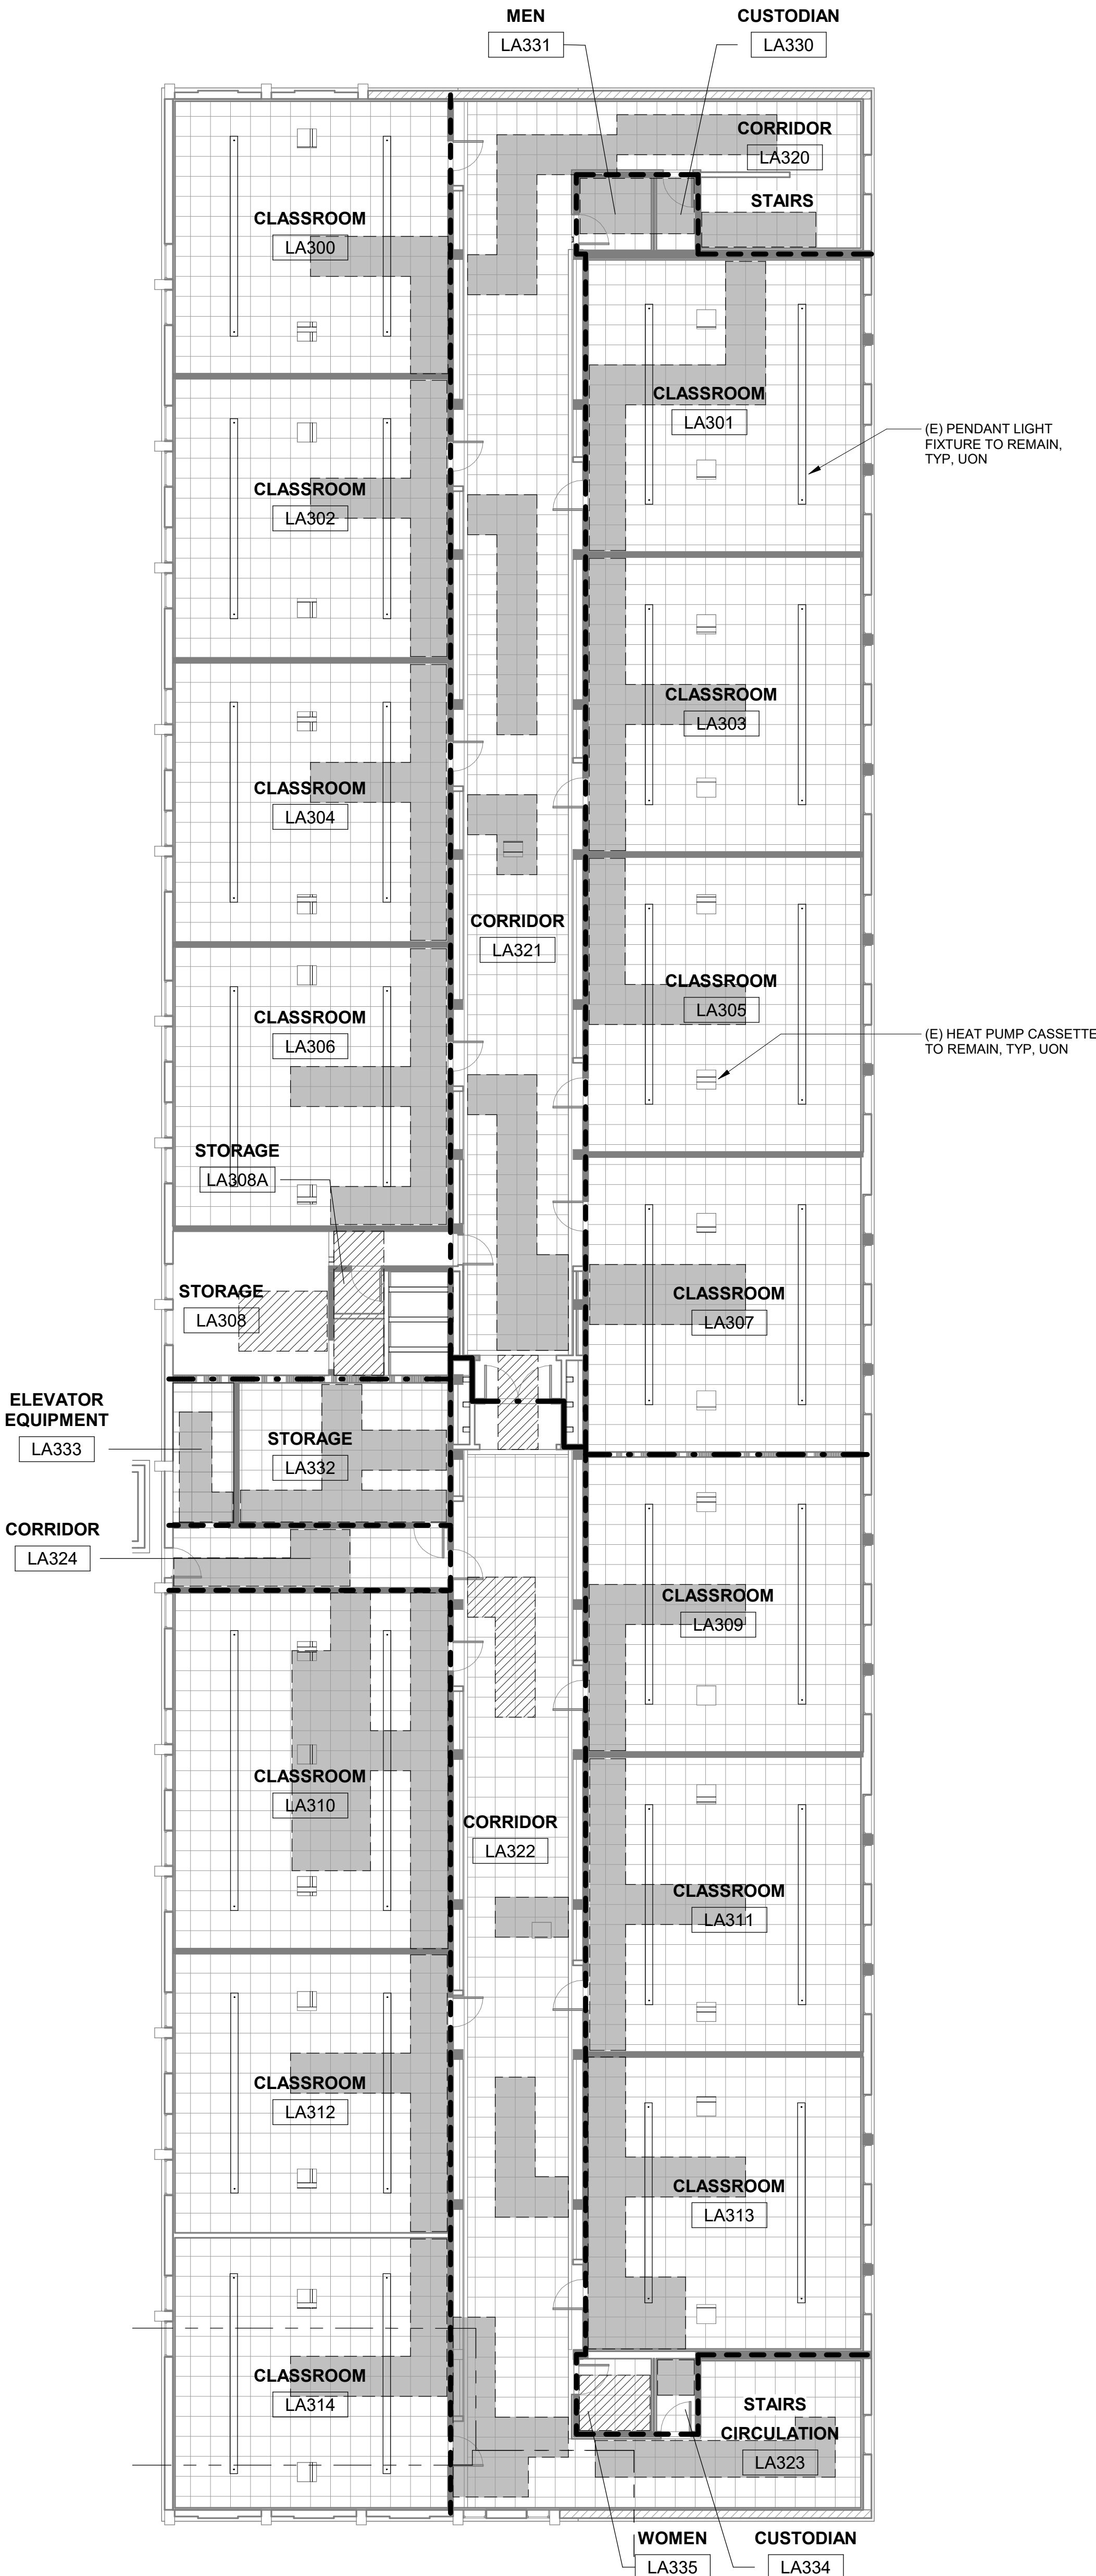 MEN
LA331
CUSTODIAN
LA330
CORRIDOR
LA320
STAIRS
CLASSROOM
LA300
CLASSROOM
LA301
(E) PENDANT LIGHT
FIXTURE TO REMAIN,
TYP, UON
CLASSROOM
LA302
CLASSROOM
LA303
CLASSROOM
LA304
CORRIDOR
LA321
CLASSROOM
LA305
CLASSROOM
LA306
(E) HEAT PUMP CASSETTE
TO REMAIN, TYP, UON
STORAGE
LA308A
STORAGE
LA308
CLASSROOM
LA307
ELEVATOR
EQUIPMENT
LA333
STORAGE
LA332
CORRIDOR
LA324
CLASSROOM
LA309
CLASSROOM
LA310
CORRIDOR
LA322
CLASSROOM
LA311
CLASSROOM
LA312
CLASSROOM
LA313
CLASSROOM
LA314
STAIRS
CIRCULATION
LA323
WOMEN
LA335
CUSTODIAN
LA334